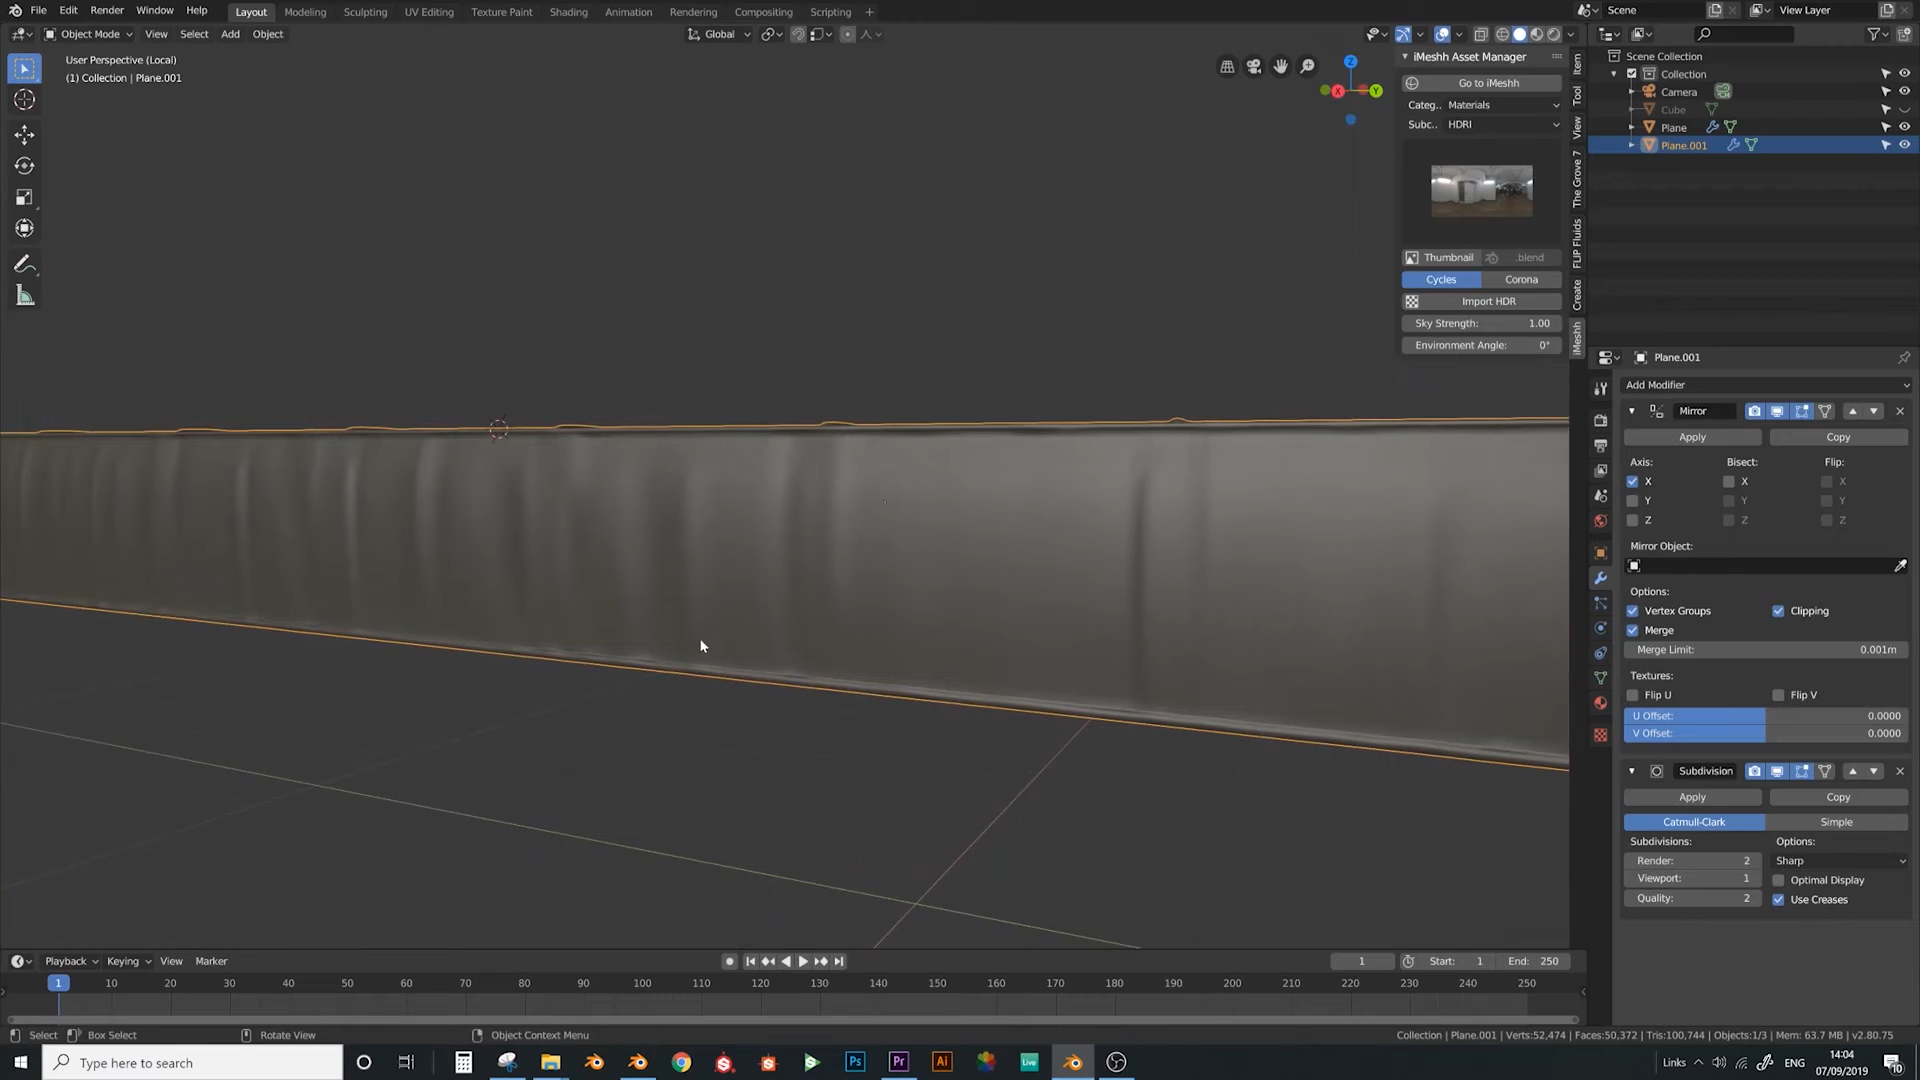 File Edit Render Window Help Layout Modeling Sculpting UV Editing Texture Paint Shading Animation Rendering Compositing Scripting + Scene View Layer
Object Mode View Select Add Object Global
User Perspective (Local)
(1) Collection | Plane.001
Z
X
Y
iMeshh Asset Manager
Go to iMeshh
Categ.. Materials
Subc.. HDRI
Thumbnail .blend
Cycles Corona
Import HDR
Sky Strength: 1.00
Environment Angle: 0°
Item
Tool
View
The Grove 7
FLIP Fluids
Create
iMeshh
Scene Collection
Collection
Camera
Cube
Plane
Plane.001
Plane.001
Add Modifier
Mirror
Apply Copy
Axis: Bisect: Flip:
X X X
Y Y Y
Z Z Z
Mirror Object:
Options:
Vertex Groups Clipping
Merge
Merge Limit: 0.001m
Textures:
Flip U Flip V
U Offset: 0.0000
V Offset: 0.0000
Subdivision
Apply Copy
Catmull-Clark Simple
Subdivisions: Options:
Render: 2 Sharp
Viewport: 1 Optimal Display
Quality: 2 Use Creases
Playback Keying View Marker 1 Start: 1 End: 250
1 10 20 30 40 50 60 70 80 90 100 110 120 130 140 150 160 170 180 190 200 210 220 230 240 250
Select Box Select Rotate View Object Context Menu Collection | Plane.001 | Verts:52,474 | Faces:50,372 | Tris:100,744 | Objects:1/3 | Mem: 63.7 MB | v2.80.75
Type here to search Ps Pr Ai Live Links ENG 14:04
07/09/2019 10